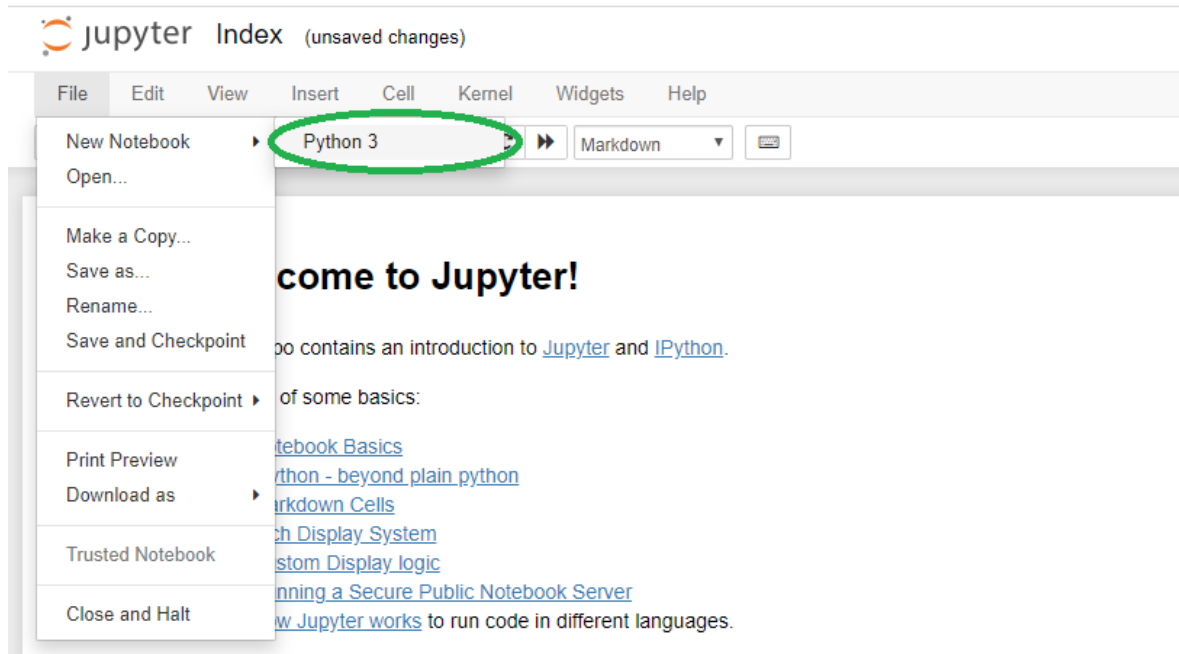 jupyter Index (unsaved changes)
File Edit View Insert Cell Kernel Widgets Help
New Notebook Python 3 Markdown
Open...
Make a Copy...
Save as...
Rename...
Save and Checkpoint
Revert to Checkpoint
Print Preview
Download as
Trusted Notebook
Close and Halt
come to Jupyter!
po contains an introduction to Jupyter and IPython.
of some basics:
tebook Basics
ython - beyond plain python
arkdown Cells
ch Display System
stom Display logic
nning a Secure Public Notebook Server
ow Jupyter works to run code in different languages.